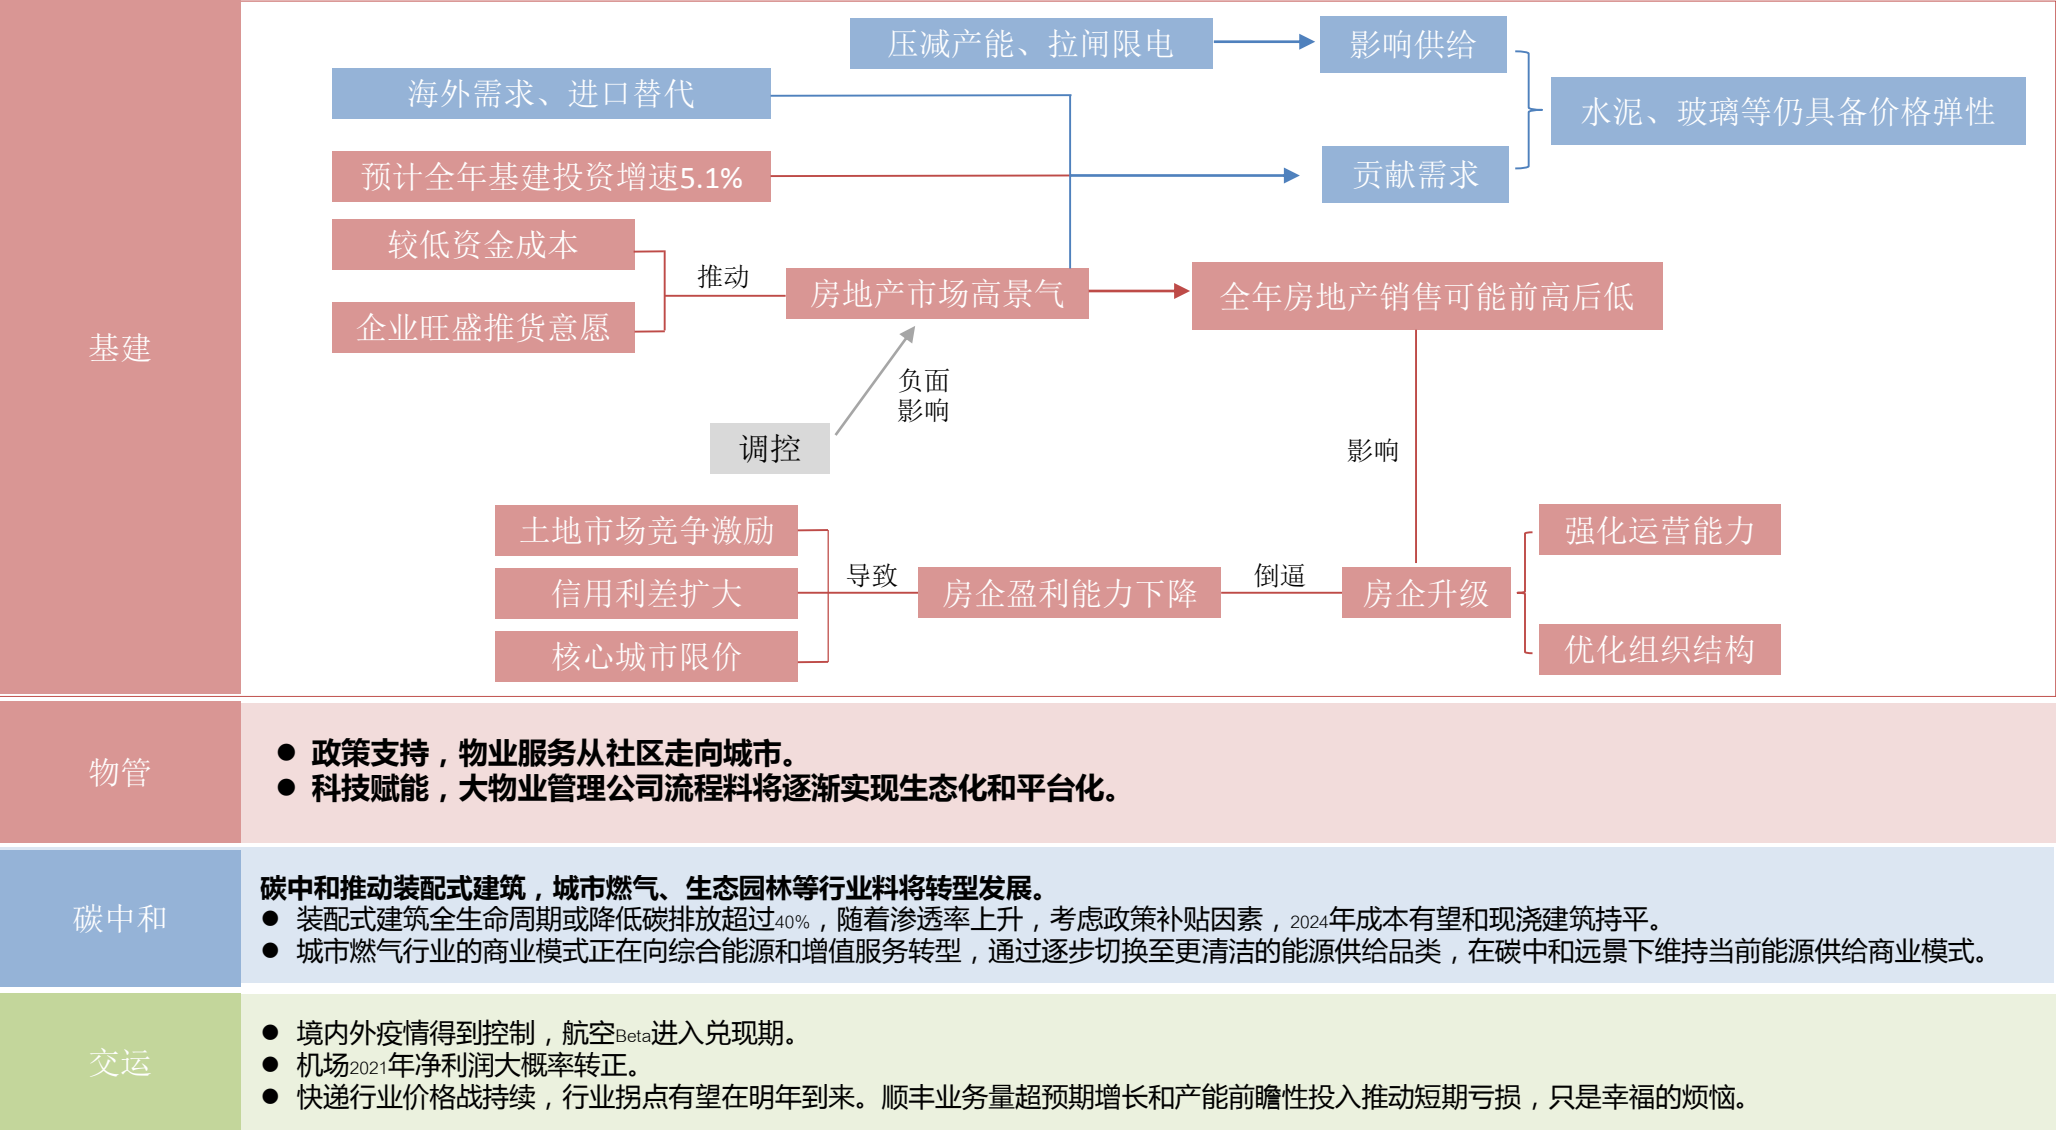 基建
压减产能、拉闸限电
影响供给
海外需求、进口替代
水泥、玻璃等仍具备价格弹性
预计全年基建投资增速5.1%
贡献需求
较低资金成本
推动
房地产市场高景气
全年房地产销售可能前高后低
企业旺盛推货意愿
负面
影响
调控
影响
土地市场竞争激励
强化运营能力
信用利差扩大
导致
房企盈利能力下降
倒逼
房企升级
核心城市限价
优化组织结构
物管
● 政策支持，物业服务从社区走向城市。
● 科技赋能，大物业管理公司流程料将逐渐实现生态化和平台化。
碳中和
碳中和推动装配式建筑，城市燃气、生态园林等行业料将转型发展。
● 装配式建筑全生命周期或降低碳排放超过40%，随着渗透率上升，考虑政策补贴因素，2024年成本有望和现浇建筑持平。
● 城市燃气行业的商业模式正在向综合能源和增值服务转型，通过逐步切换至更清洁的能源供给品类，在碳中和远景下维持当前能源供给商业模式。
交运
● 境内外疫情得到控制，航空Beta进入兑现期。
● 机场2021年净利润大概率转正。
● 快递行业价格战持续，行业拐点有望在明年到来。顺丰业务量超预期增长和产能前瞻性投入推动短期亏损，只是幸福的烦恼。